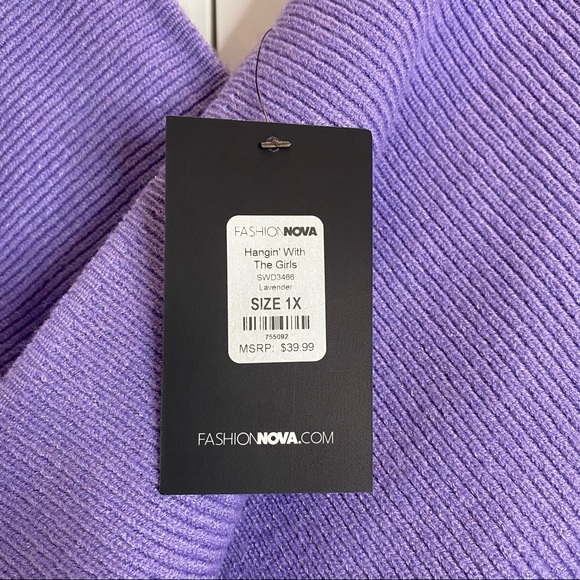 FASHIONNOVA
Hangin' With
The Girls
SWD3466
Lavender
SIZE 1X
755092
MSRP: $39.99
FASHIONNOVA.COM